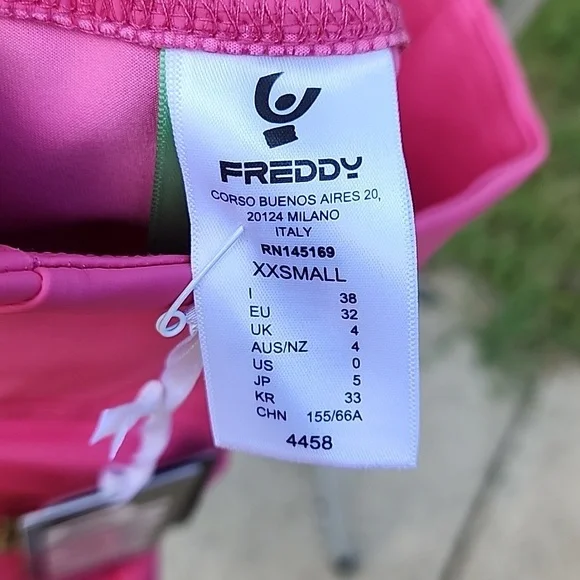 FREDDY
CORSO BUENOS AIRES 20,
20124 MILANO
ITALY
RN145169
XXSMALL
I 38
EU 32
UK 4
AUS/NZ 4
US 0
JP 5
KR 33
CHN 155/66A
4458